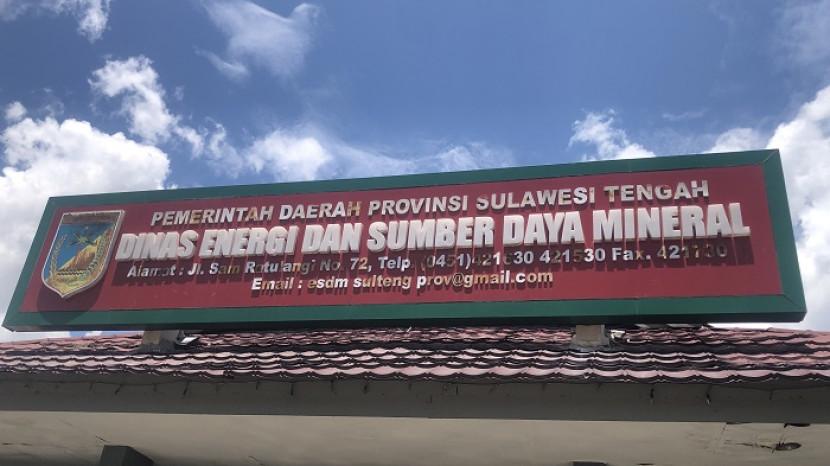 PEMERINTAH DAERAH PROVINSI SULAWESI TENGAH
DINAS ENERGI DAN SUMBER DAYA MINERAL
Alamat : Jl. Sam Ratulangi No. 72, Telp. (0451)421630 421530 Fax. 421130
Email : esdm sulteng prov@gmail.com